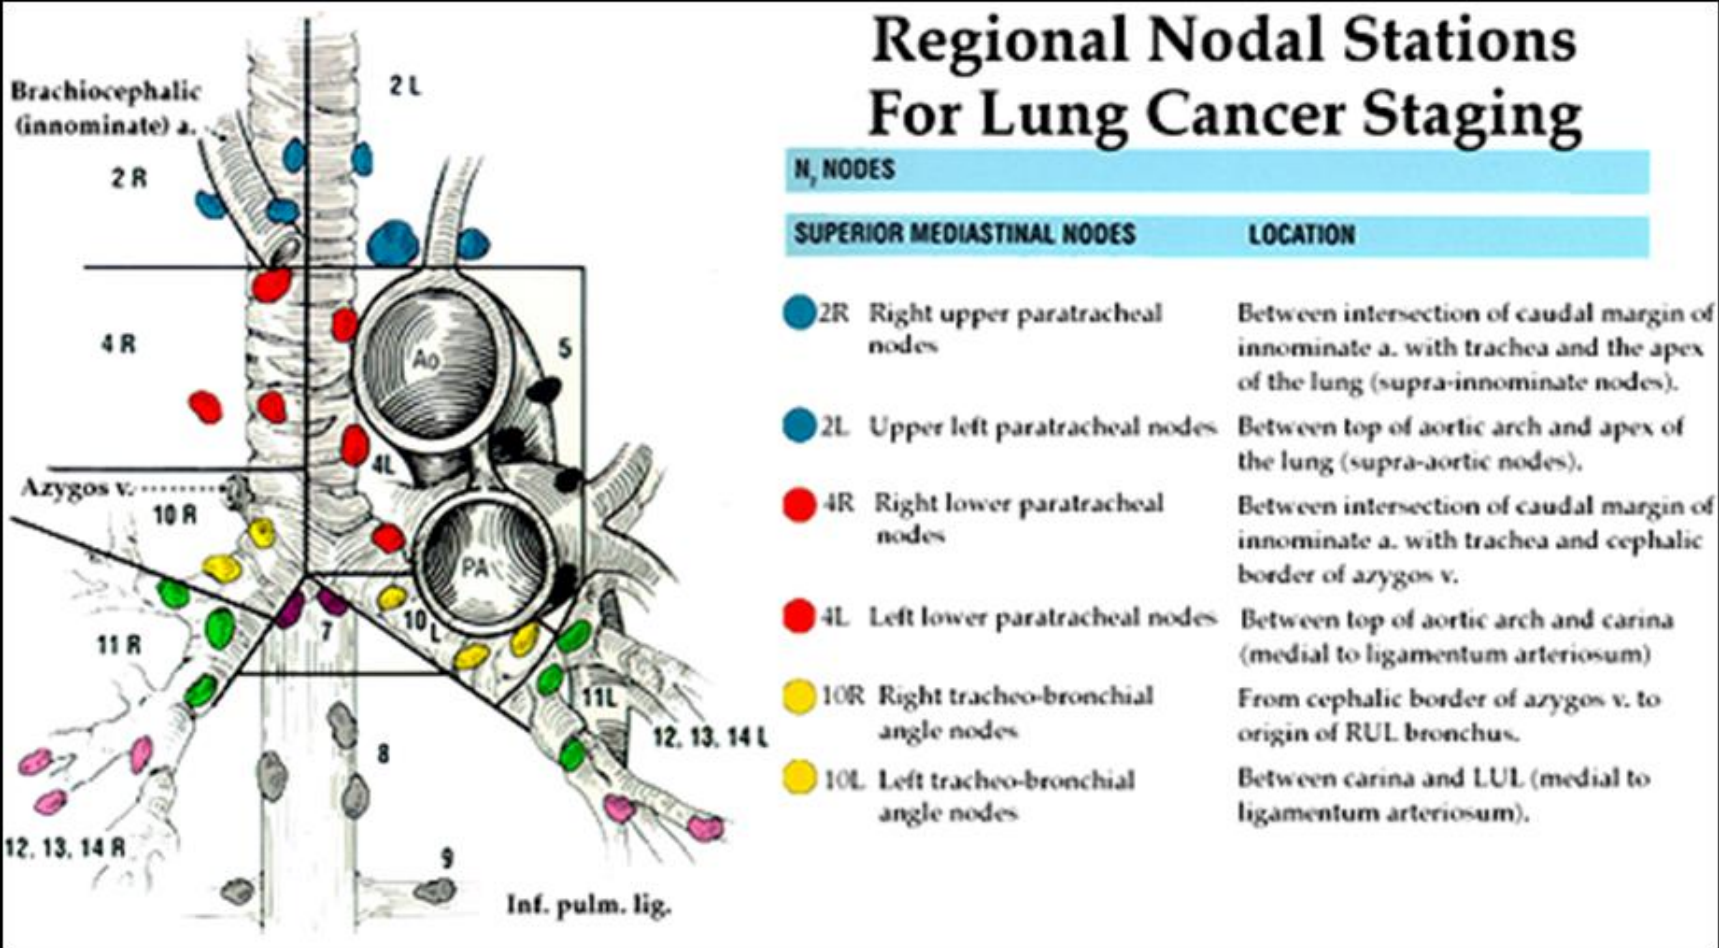 Regional Nodal Stations
For Lung Cancer Staging
N₂ NODES
SUPERIOR MEDIASTINAL NODES LOCATION
2R Right upper paratracheal
nodes
Between intersection of caudal margin of
innominate a. with trachea and the apex
of the lung (supra-innominate nodes).
2L Upper left paratracheal nodes
Between top of aortic arch and apex of
the lung (supra-aortic nodes).
4R Right lower paratracheal
nodes
Between intersection of caudal margin of
innominate a. with trachea and cephalic
border of azygos v.
4L Left lower paratracheal nodes
Between top of aortic arch and carina
(medial to ligamentum arteriosum)
10R Right tracheo-bronchial
angle nodes
From cephalic border of azygos v. to
origin of RUL bronchus.
10L Left tracheo-bronchial
angle nodes
Between carina and LUL (medial to
ligamentum arteriosum).
Brachiocephalic
(innominate) a.
2 L
2 R
4 R
Ao
5
4L
Azygos v.
10 R
PA
7
10 L
11 R
11L
12, 13, 14 L
8
12, 13, 14 R
9
Inf. pulm. lig.